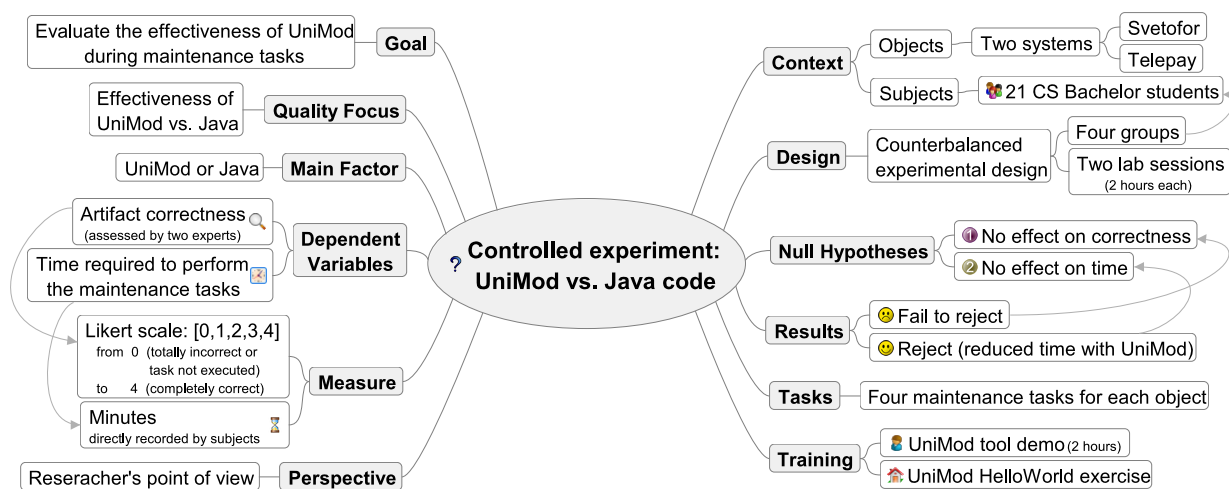 Controlled experiment:
UniMod vs. Java code
Goal
Evaluate the effectiveness of UniMod
during maintenance tasks
Quality Focus
Effectiveness of
UniMod vs. Java
Main Factor
UniMod or Java
Dependent
Variables
Artifact correctness
(assessed by two experts)
Time required to perform
the maintenance tasks
Measure
Likert scale: [0,1,2,3,4]
from 0 (totally incorrect or
task not executed)
to 4 (completely correct)
Minutes
directly recorded by subjects
Perspective
Reseracher's point of view
Context
Objects
Two systems
Svetofor
Telepay
Subjects
21 CS Bachelor students
Design
Counterbalanced
experimental design
Four groups
Two lab sessions
(2 hours each)
Null Hypotheses
1 No effect on correctness
2 No effect on time
Results
Fail to reject
Reject (reduced time with UniMod)
Tasks
Four maintenance tasks for each object
Training
UniMod tool demo (2 hours)
UniMod HelloWorld exercise